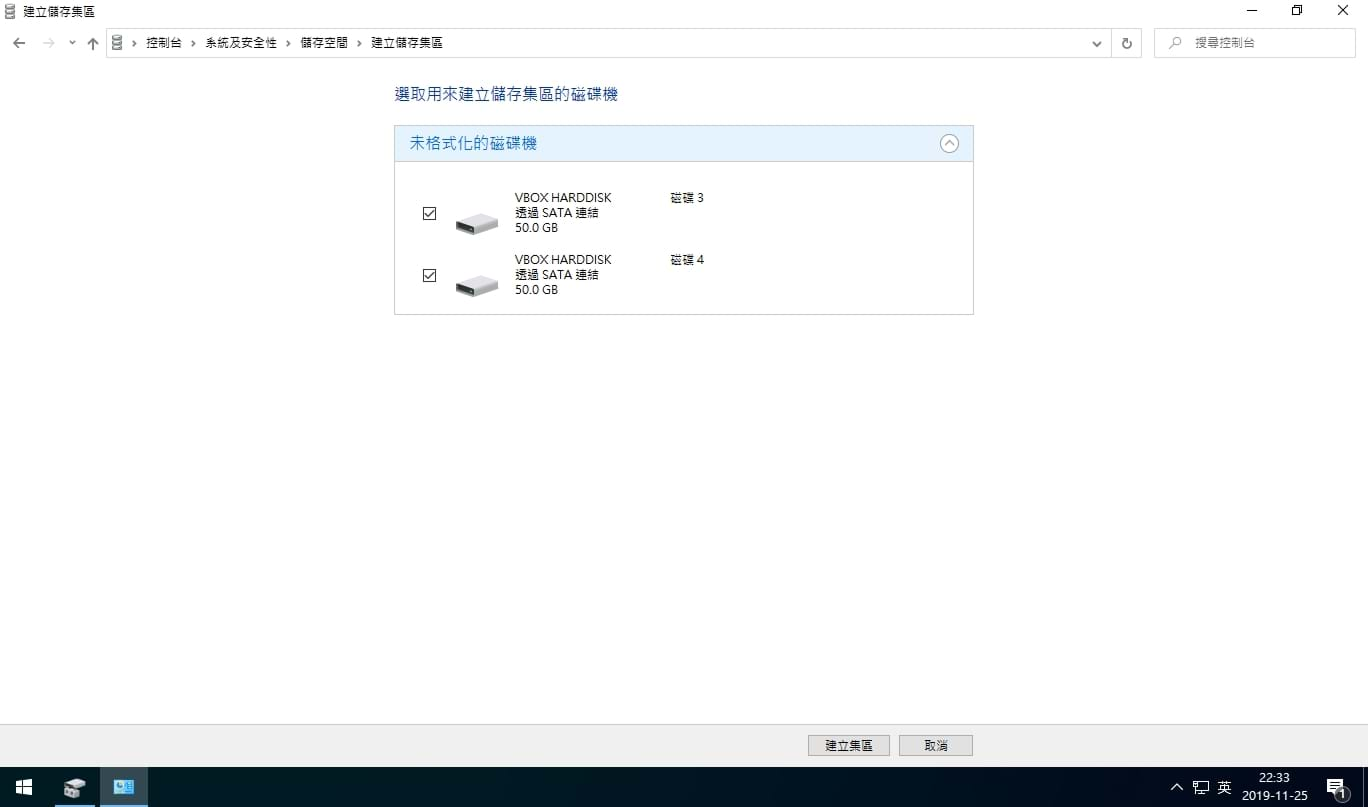 建立儲存集區
控制台 系統及安全性 儲存空間 建立儲存集區
搜尋控制台
選取用來建立儲存集區的磁碟機
未格式化的磁碟機
VBOX HARDDISK 磁碟 3
透過 SATA 連結
50.0 GB
VBOX HARDDISK 磁碟 4
透過 SATA 連結
50.0 GB
建立集區 取消
英
22:33
2019-11-25
1